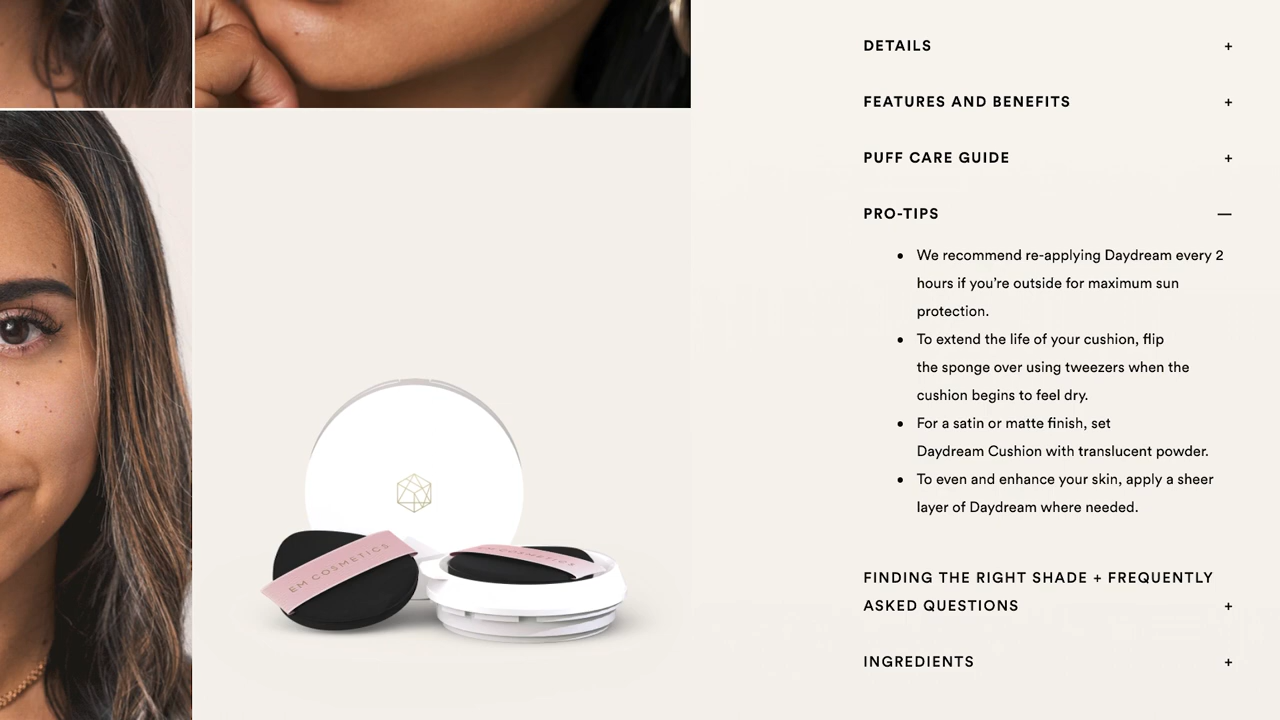 DETAILS +
FEATURES AND BENEFITS +
PUFF CARE GUIDE +
PRO-TIPS —
• We recommend re-applying Daydream every 2
hours if you’re outside for maximum sun
protection.
• To extend the life of your cushion, flip
the sponge over using tweezers when the
cushion begins to feel dry.
• For a satin or matte finish, set
Daydream Cushion with translucent powder.
• To even and enhance your skin, apply a sheer
layer of Daydream where needed.
FINDING THE RIGHT SHADE + FREQUENTLY
ASKED QUESTIONS +
INGREDIENTS +
EM COSMETICS
EM COSMETICS